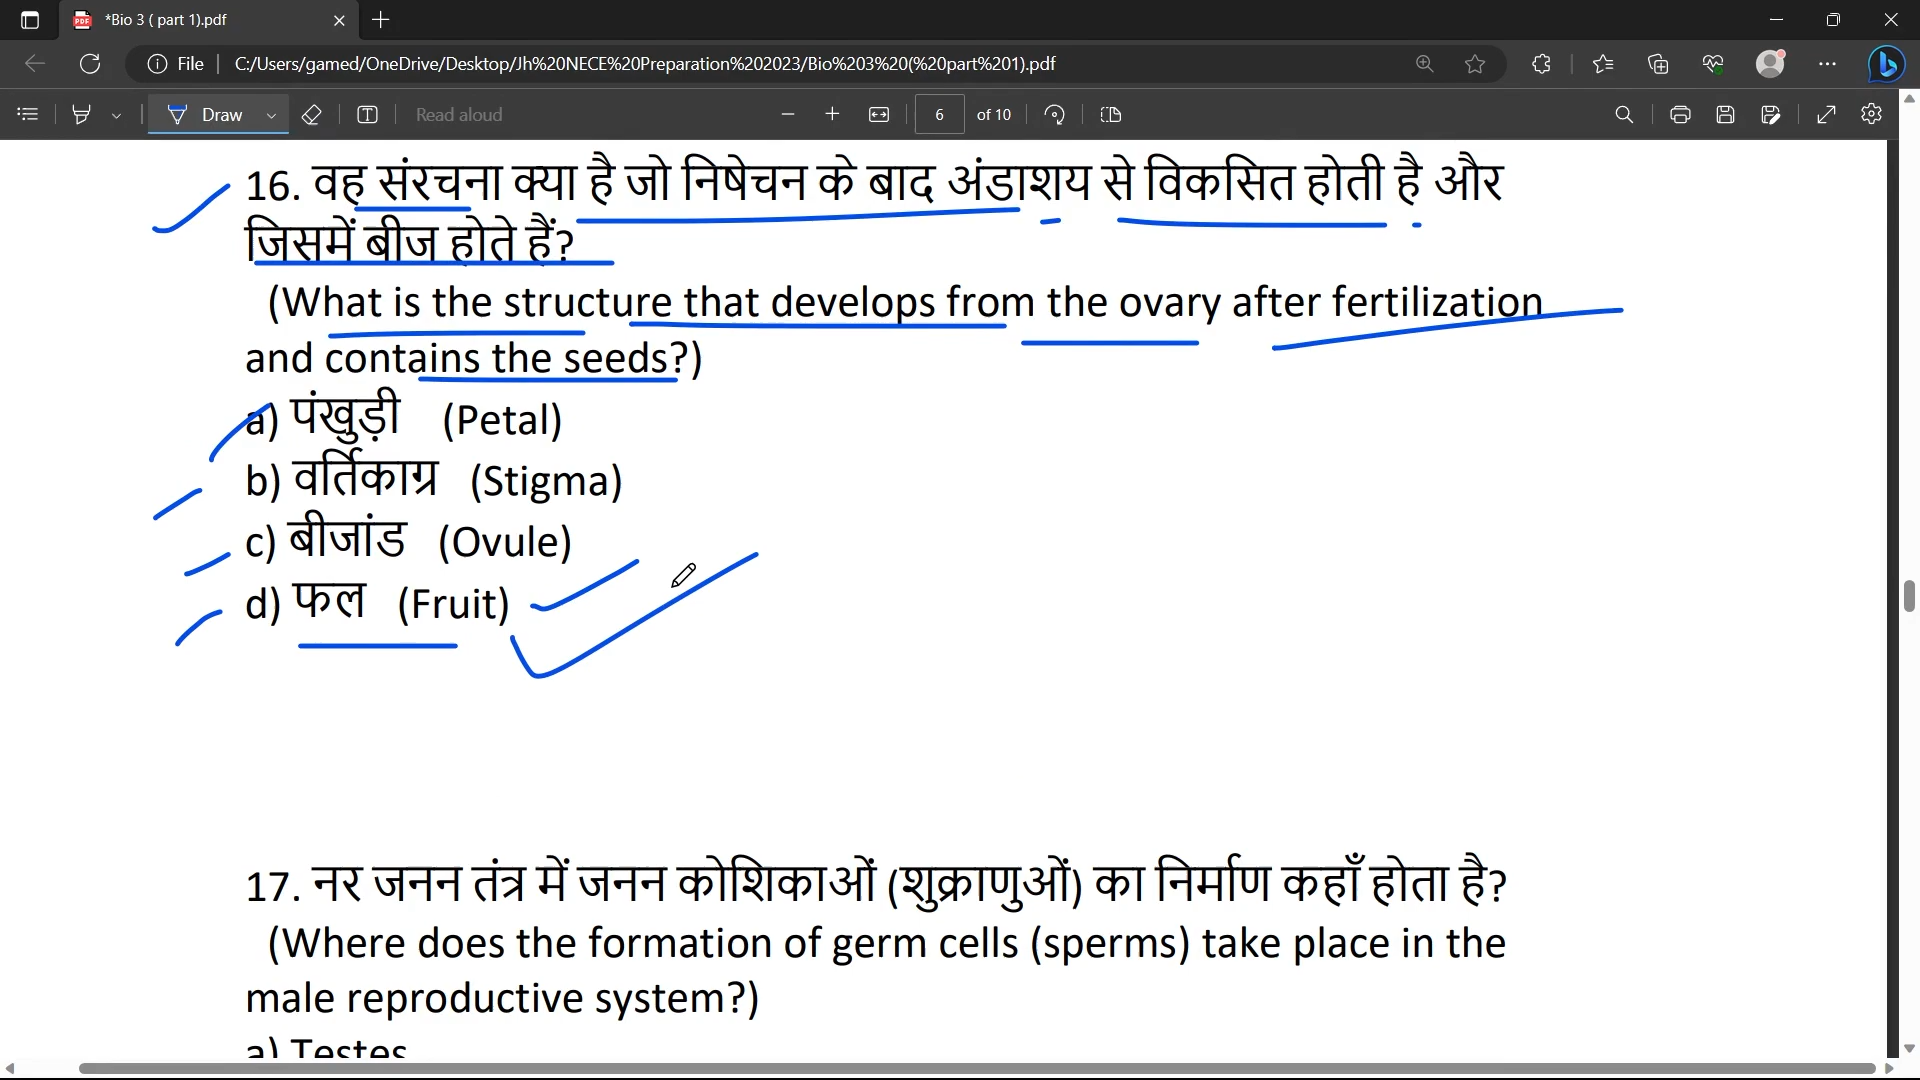 *Bio 3 ( part 1).pdf
File C:/Users/gamed/OneDrive/Desktop/Jh%20NECE%20Preparation%202023/Bio%203%20(%20part%201).pdf
Draw Read aloud 6 of 10
16. वह संरचना क्या है जो निषेचन के बाद अंडाशय से विकसित होती है और
जिसमें बीज होते हैं?
(What is the structure that develops from the ovary after fertilization
and contains the seeds?)
a) पंखुड़ी (Petal)
b) वर्तिकाग्र (Stigma)
c) बीजांड (Ovule)
d) फल (Fruit)
17. नर जनन तंत्र में जनन कोशिकाओं (शुक्राणुओं) का निर्माण कहाँ होता है?
(Where does the formation of germ cells (sperms) take place in the
male reproductive system?)
a) Testes